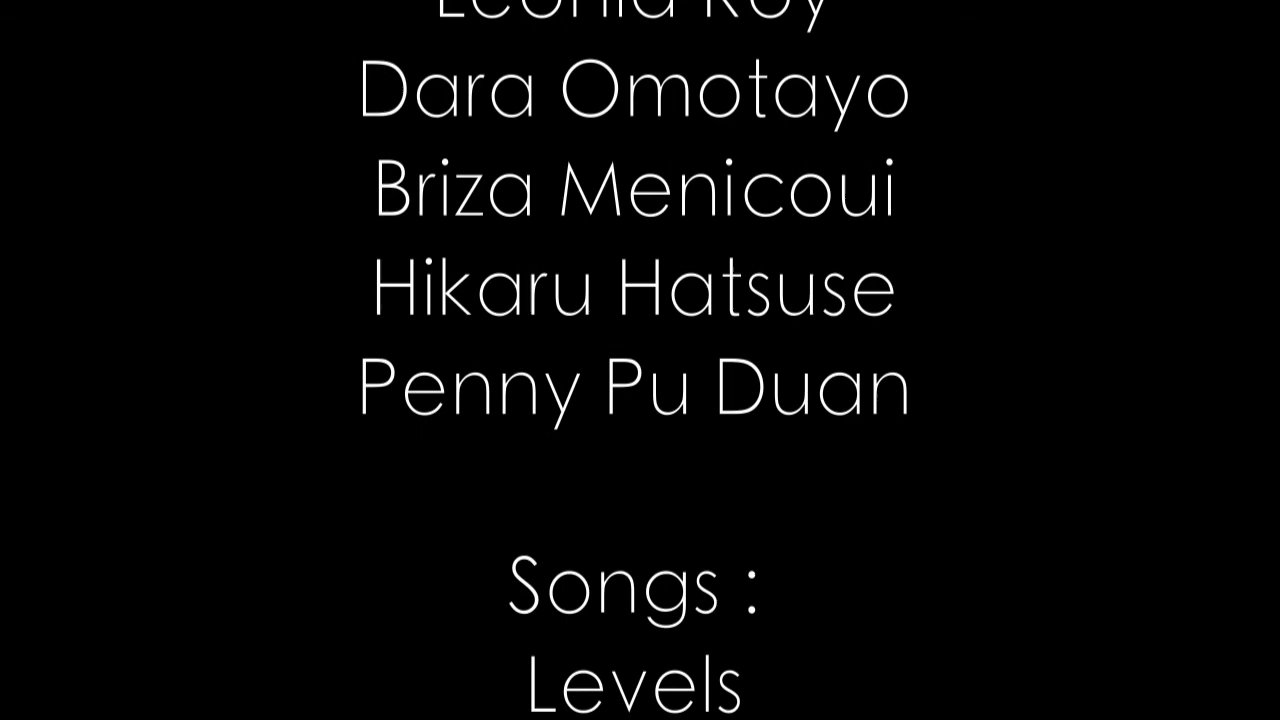 Dara Omotayo
Briza Menicoui
Hikaru Hatsuse
Penny Pu Duan
Songs :
Levels